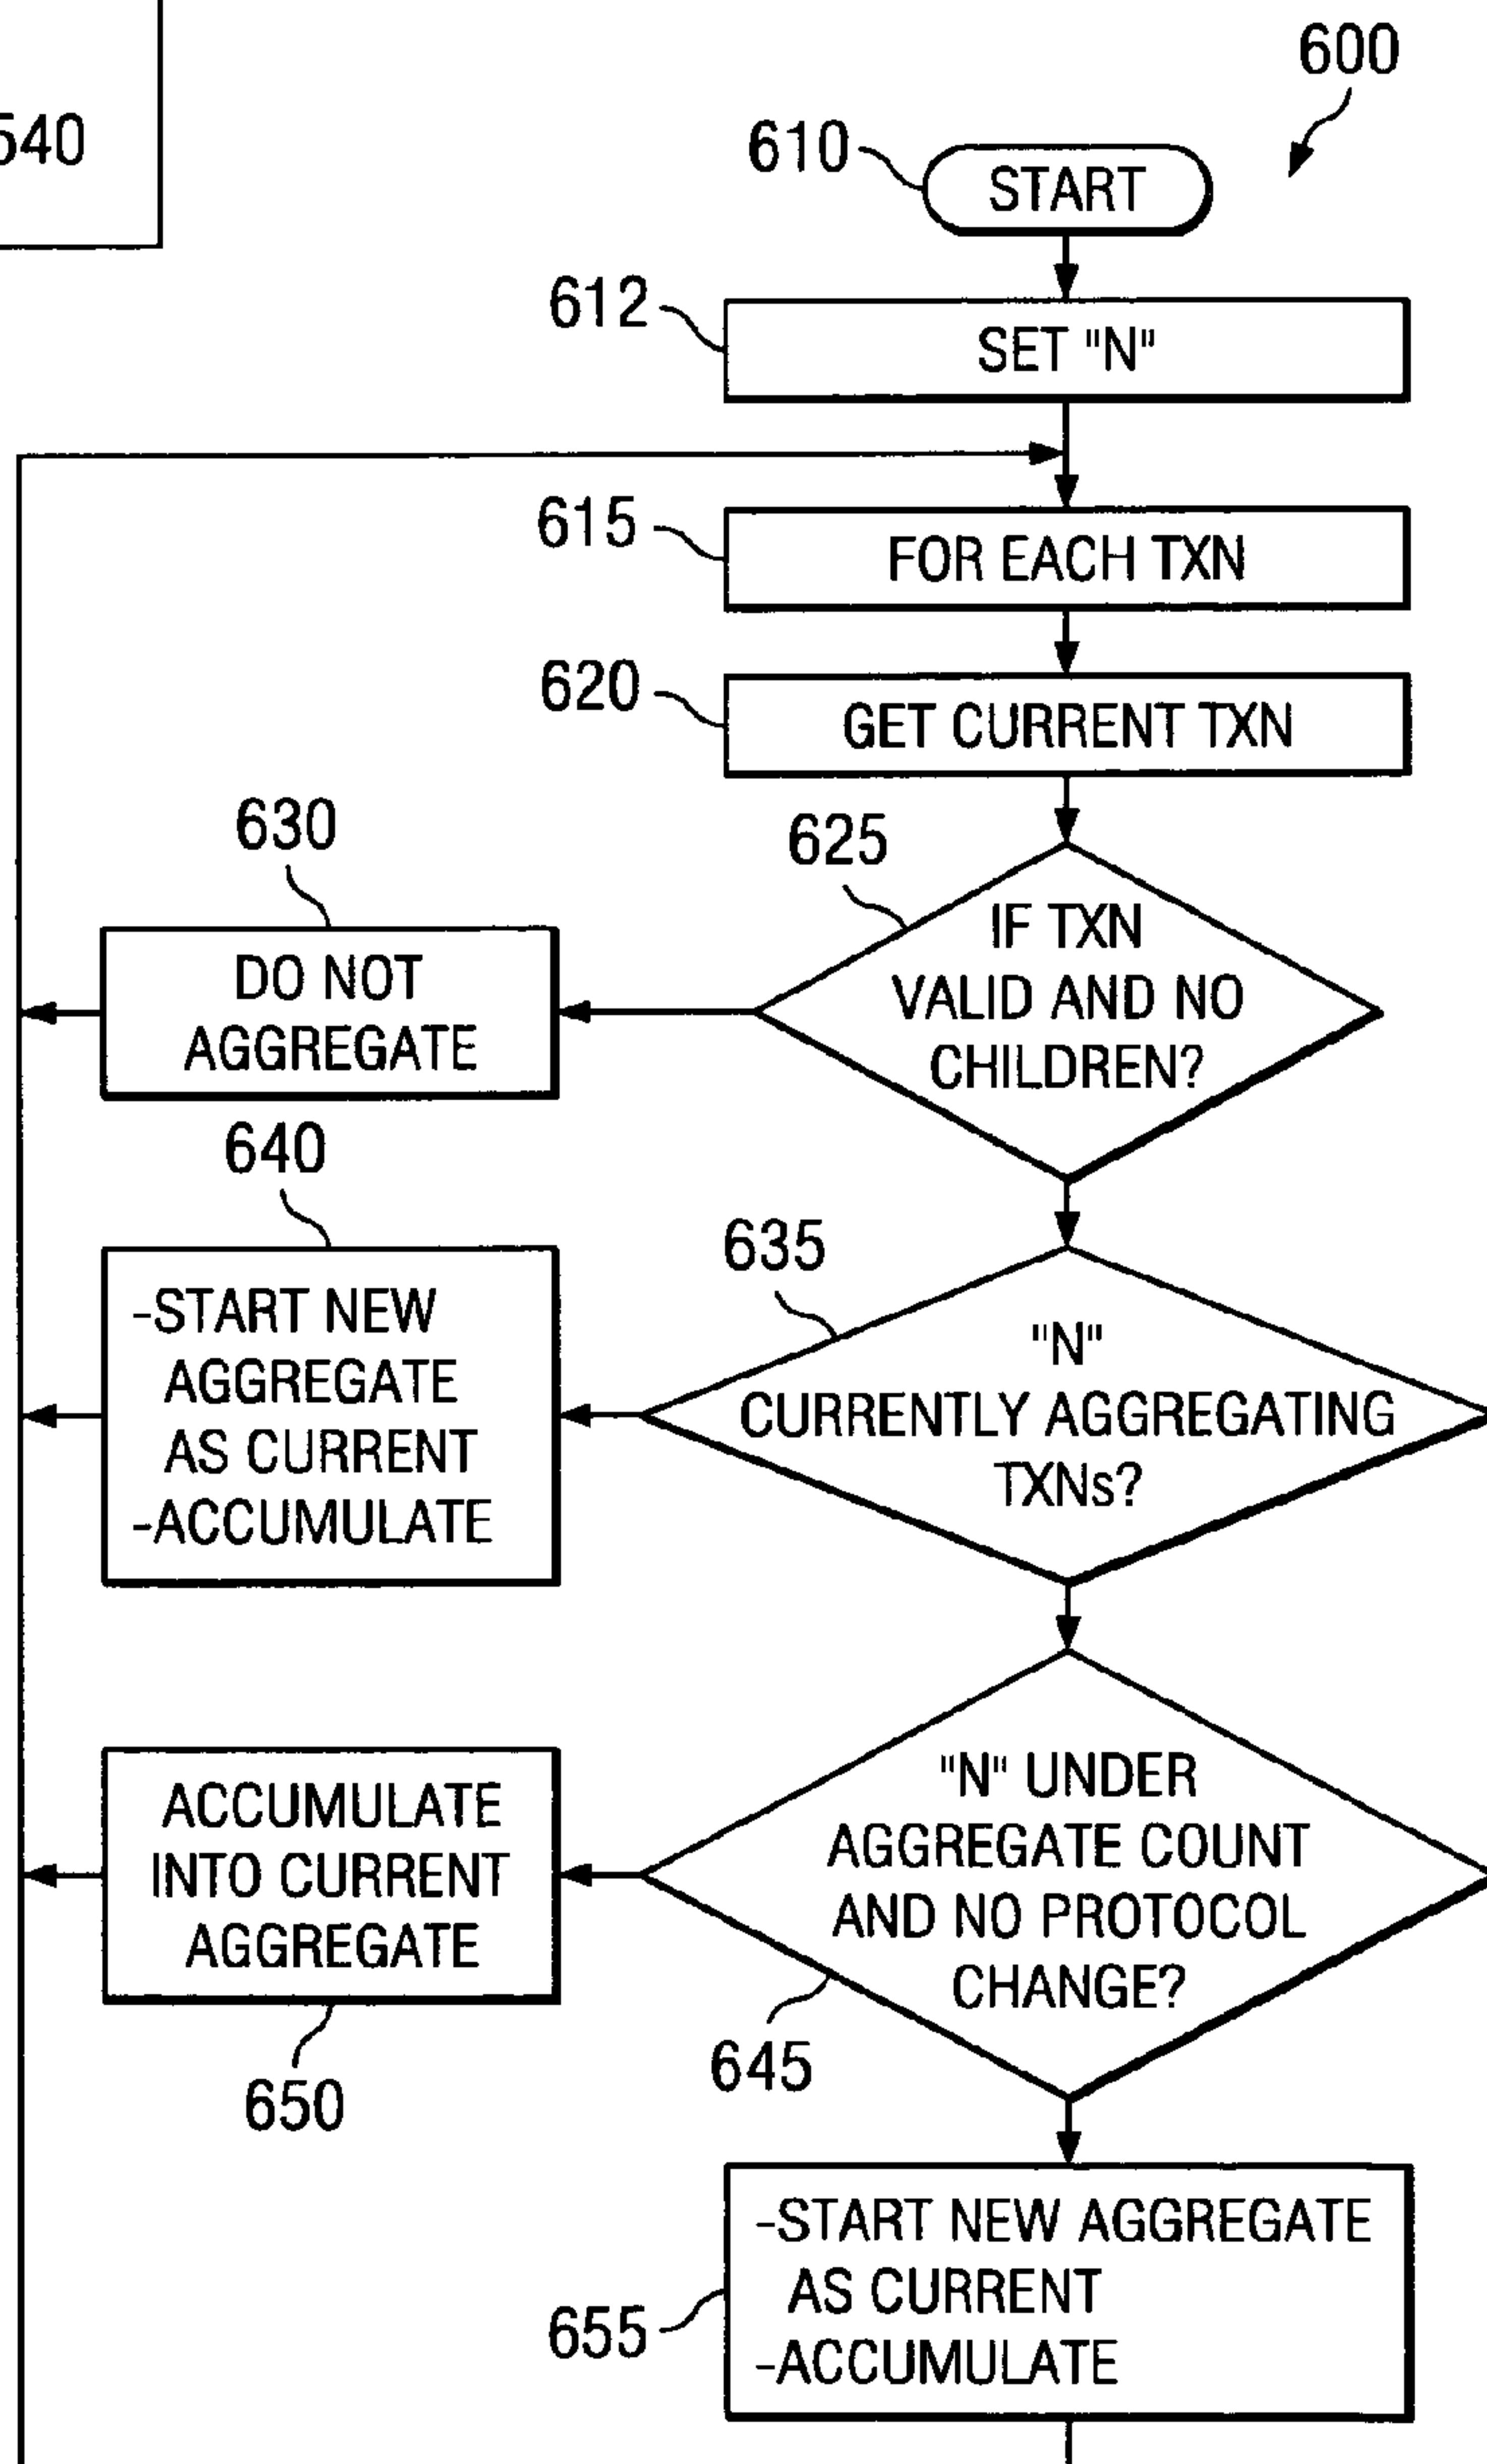 540
600
610
START
612
SET "N"
615
FOR EACH TXN
620
GET CURRENT TXN
625
IF TXN
VALID AND NO
CHILDREN?
630
DO NOT
AGGREGATE
635
"N"
CURRENTLY AGGREGATING
TXNs?
640
-START NEW
AGGREGATE
AS CURRENT
-ACCUMULATE
"N" UNDER
AGGREGATE COUNT
AND NO PROTOCOL
CHANGE?
645
ACCUMULATE
INTO CURRENT
AGGREGATE
650
655
-START NEW AGGREGATE
AS CURRENT
-ACCUMULATE